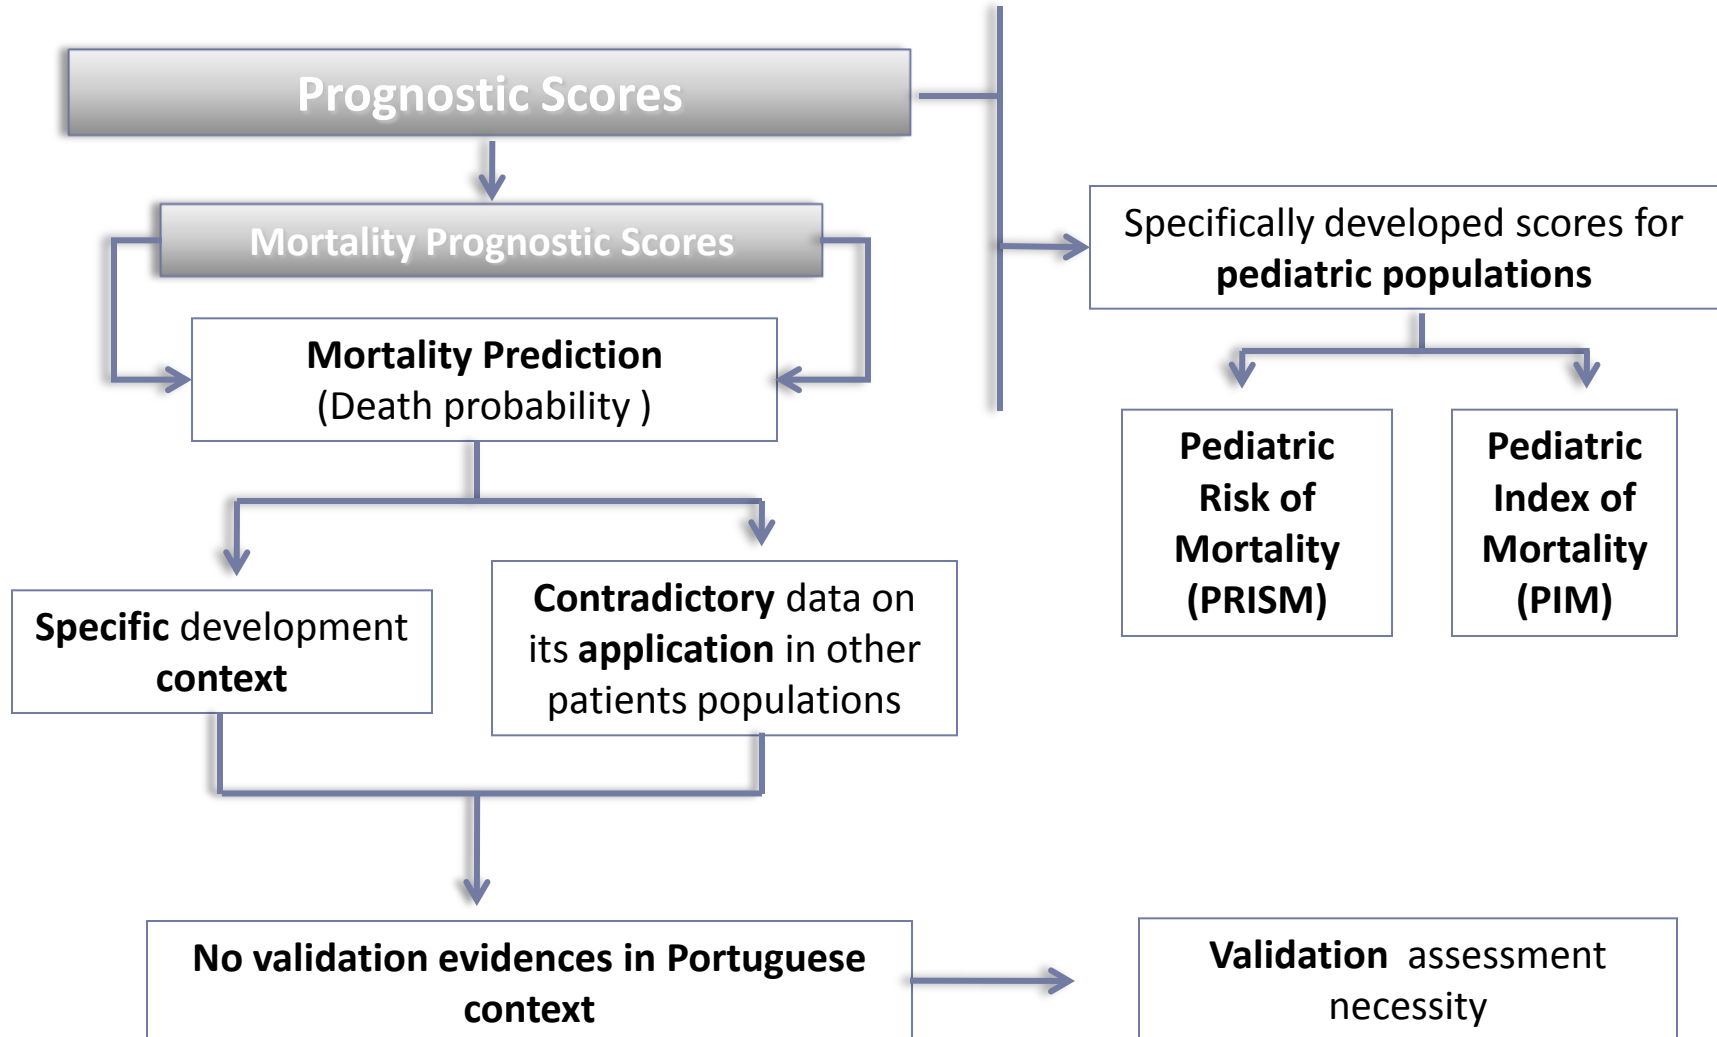 Prognostic Scores
Mortality Prognostic Scores
Mortality Prediction
(Death probability )
Specific development
context
Contradictory data on
its application in other
patients populations
No validation evidences in Portuguese
context
Validation assessment
necessity
Specifically developed scores for
pediatric populations
Pediatric
Risk of
Mortality
(PRISM)
Pediatric
Index of
Mortality
(PIM)